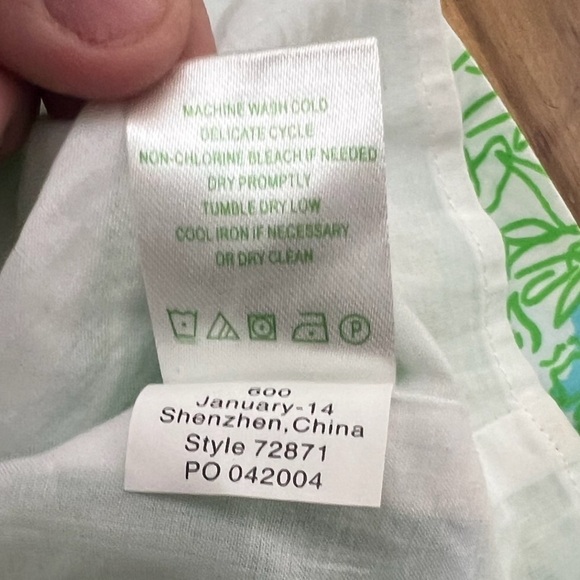 MACHINE WASH COLD
DELICATE CYCLE
NON-CHLORINE BLEACH IF NEEDED
DRY PROMPTLY
TUMBLE DRY LOW
COOL IRON IF NECESSARY
OR DRY CLEAN
P
600
January-14
Shenzhen,China
Style 72871
PO 042004